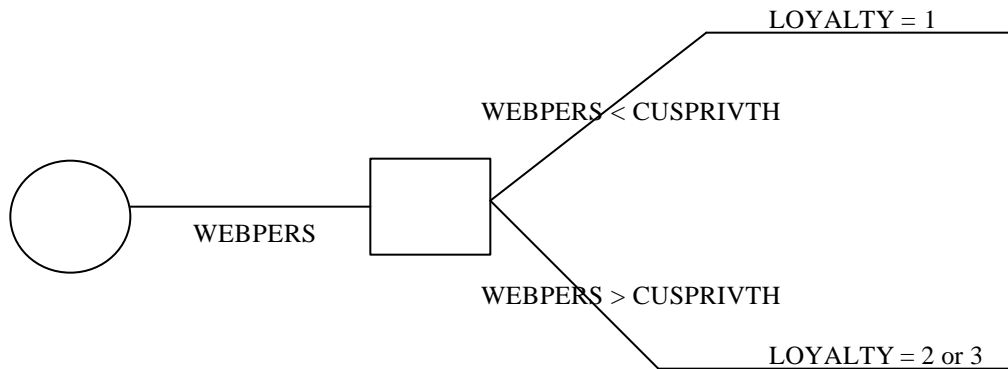 LOYALTY = 1
WEBPERS < CUSPRIVTH
WEBPERS
WEBPERS > CUSPRIVTH
LOYALTY = 2 or 3